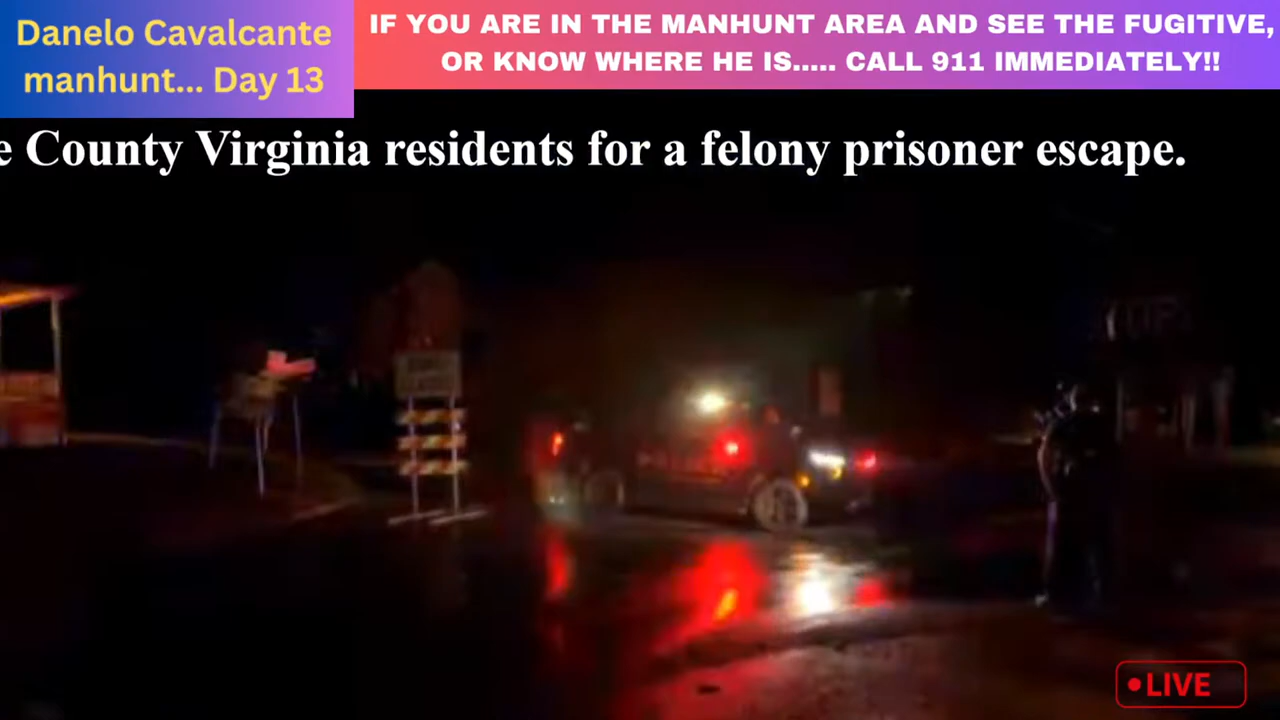 Danelo Cavalcante
manhunt... Day 13
IF YOU ARE IN THE MANHUNT AREA AND SEE THE FUGITIVE,
OR KNOW WHERE HE IS..... CALL 911 IMMEDIATELY!!
e County Virginia residents for a felony prisoner escape.
LIVE